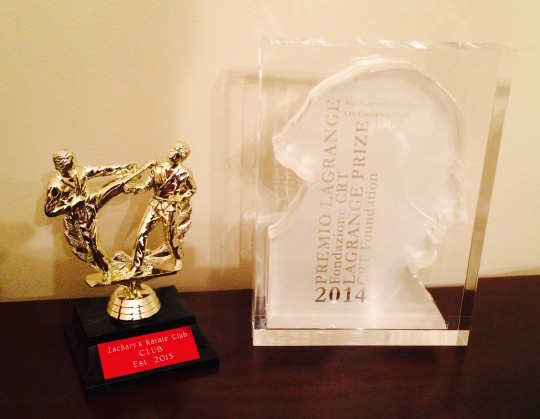 Zachary's Karate Club
CLUB
Est. 2015
PREMIO LAGRANGE
Fondazione CRT
LAGRANGE PRIZE
CRT Foundation
2014